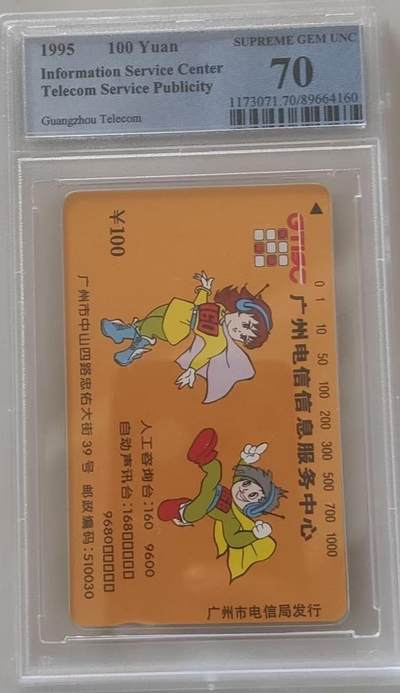 1995 100 Yuan
SUPREME GEM UNC
Information Service Center
70
Telecom Service Publicity
Guangzhou Telecom
1173071.70/89664160
GTISC
广州电信信息服务中心
0 1 10 50 100 200 300 500 700 1000
¥100
160
人工咨询台:160 9600
自动声讯台:168□□□□□
9680□□□□
广州市中山四路忠佑大街39号 邮政编码:510030
广州市电信局发行